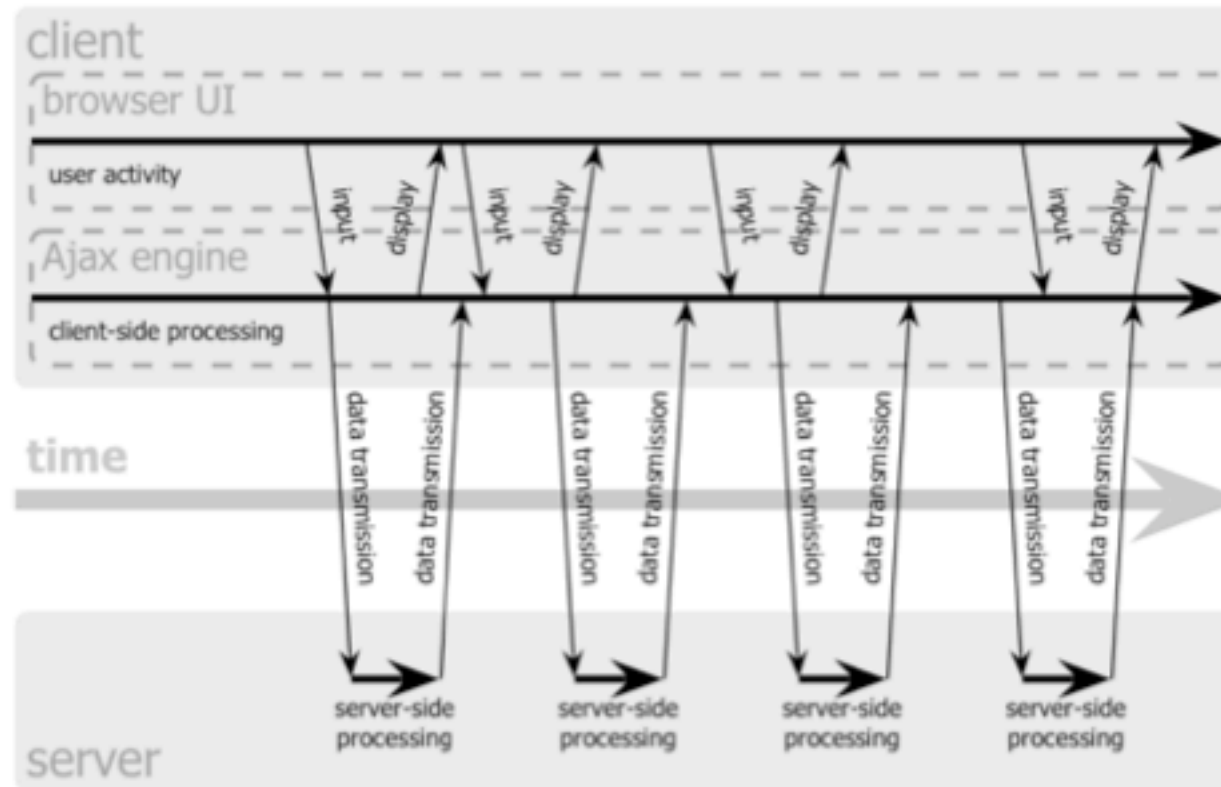 client
browser UI
user activity
input
display
input
display
input
display
input
display
Ajax engine
client-side processing
data transmission
data transmission
data transmission
data transmission
data transmission
data transmission
data transmission
data transmission
time
server-side
processing
server-side
processing
server-side
processing
server-side
processing
server